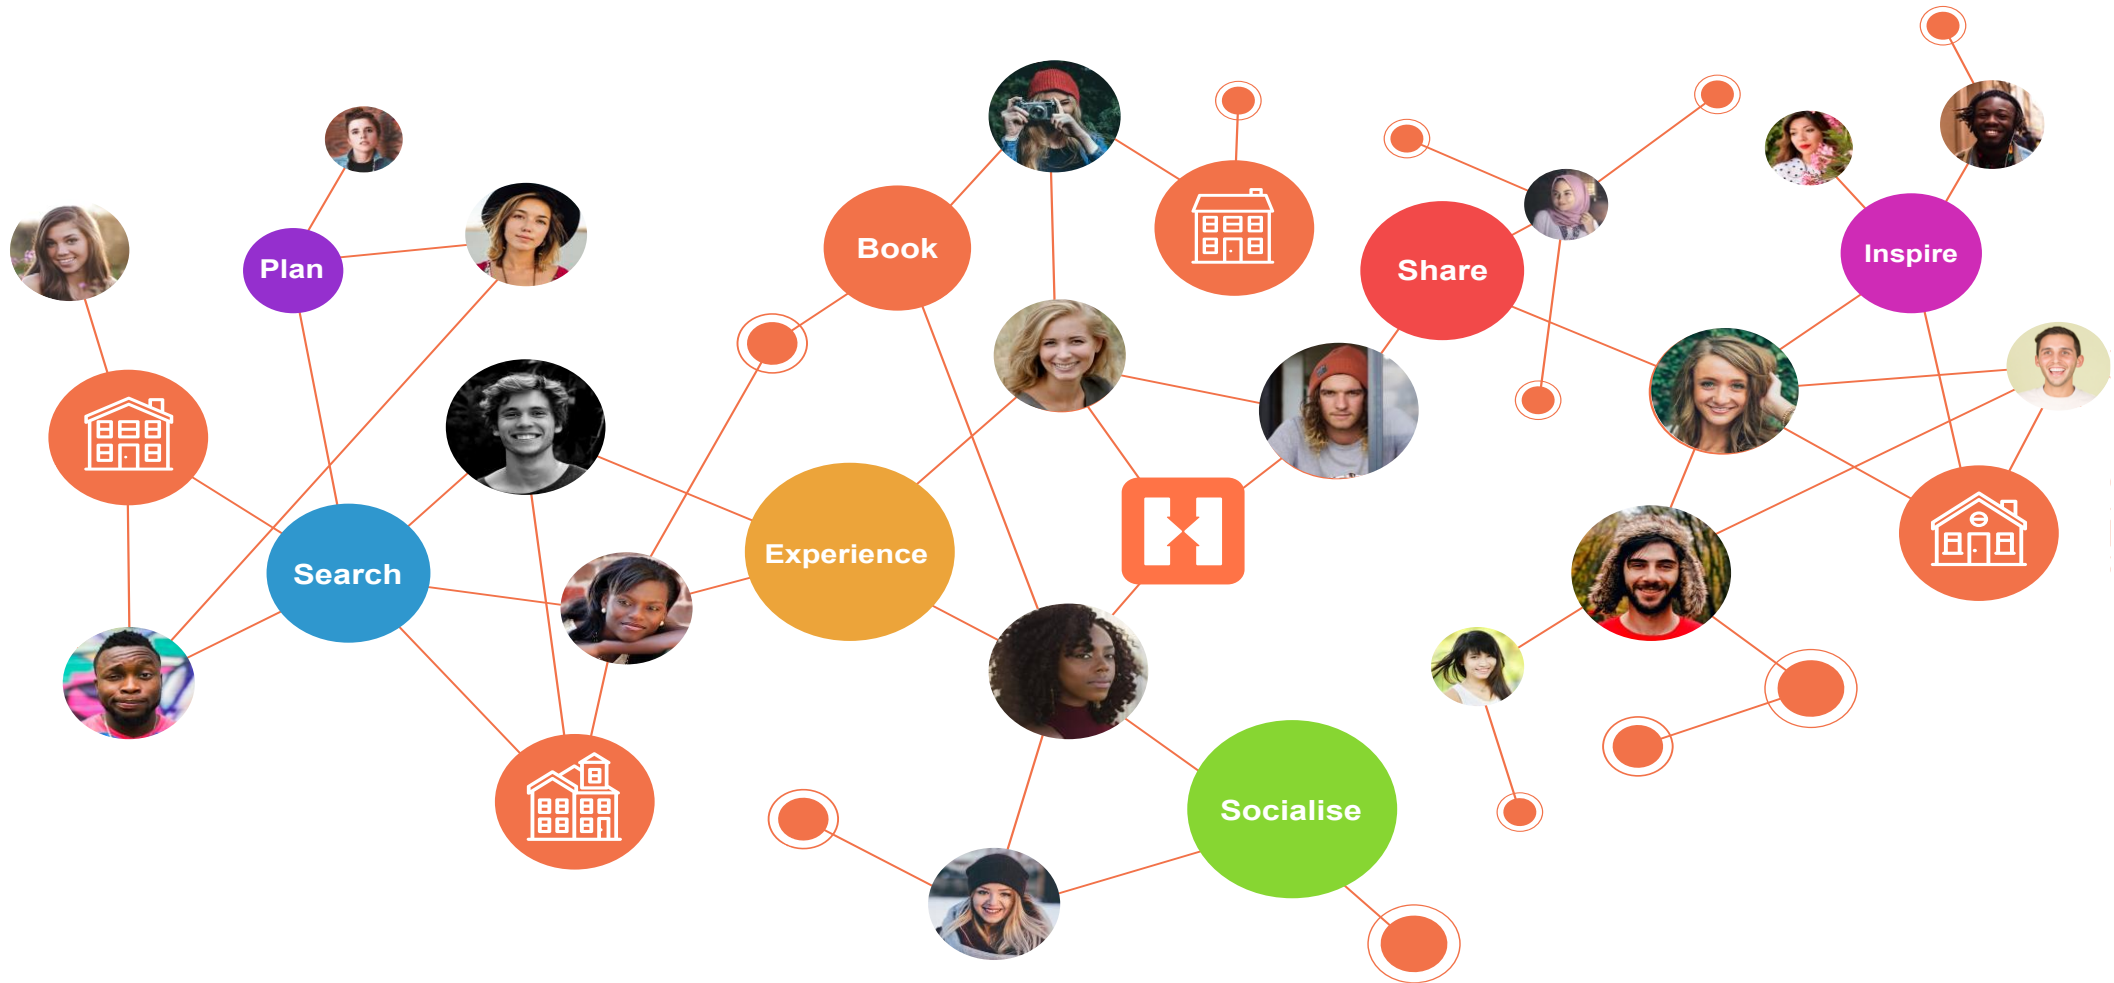 Plan
Book
Share
Inspire
Search
Experience
Socialise